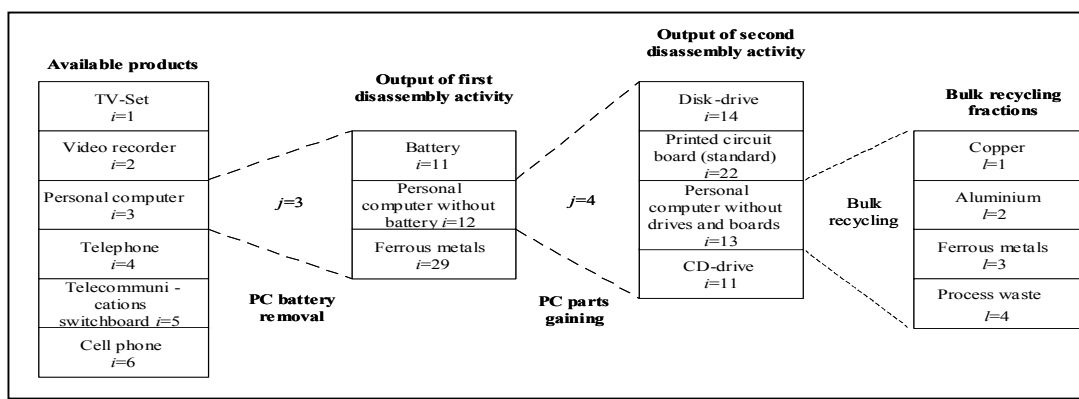 Available products
TV-Set
i=1
Video recorder
i=2
Personal computer
i=3
Telephone
i=4
Telecommuni -
cations
switchboard i=5
Cell phone
i=6
j=3
PC battery
removal
Output of first
disassembly activity
Battery
i=11
Personal
computer without
battery i=12
Ferrous metals
i=29
j=4
PC parts
gaining
Output of second
disassembly activity
Disk-drive
i=14
Printed circuit
board (standard)
i=22
Personal
computer without
drives and boards
i=13
CD-drive
i=11
Bulk
recycling
Bulk recycling
fractions
Copper
l=1
Aluminium
l=2
Ferrous metals
l=3
Process waste
l=4